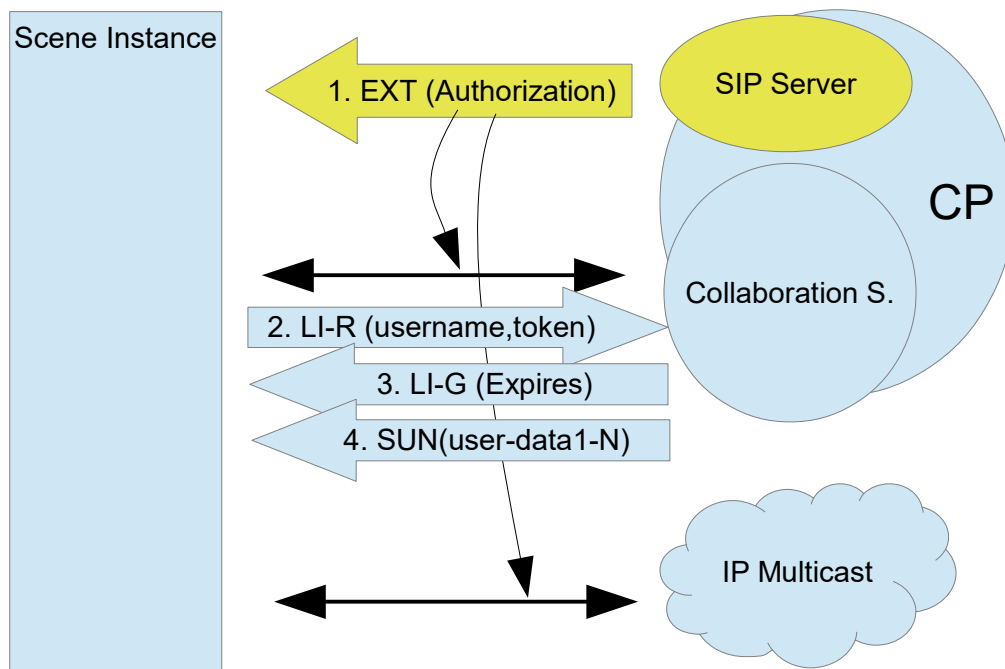 Scene Instance
1. EXT (Authorization)
SIP Server
CP
Collaboration S.
2. LI-R (username,token)
3. LI-G (Expires)
4. SUN(user-data1-N)
IP Multicast